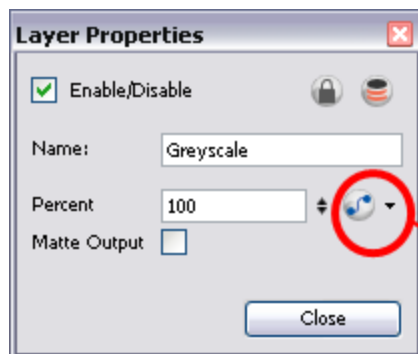 Layer Properties
Enable/Disable
Name: Greyscale
Percent 100
Matte Output
Close